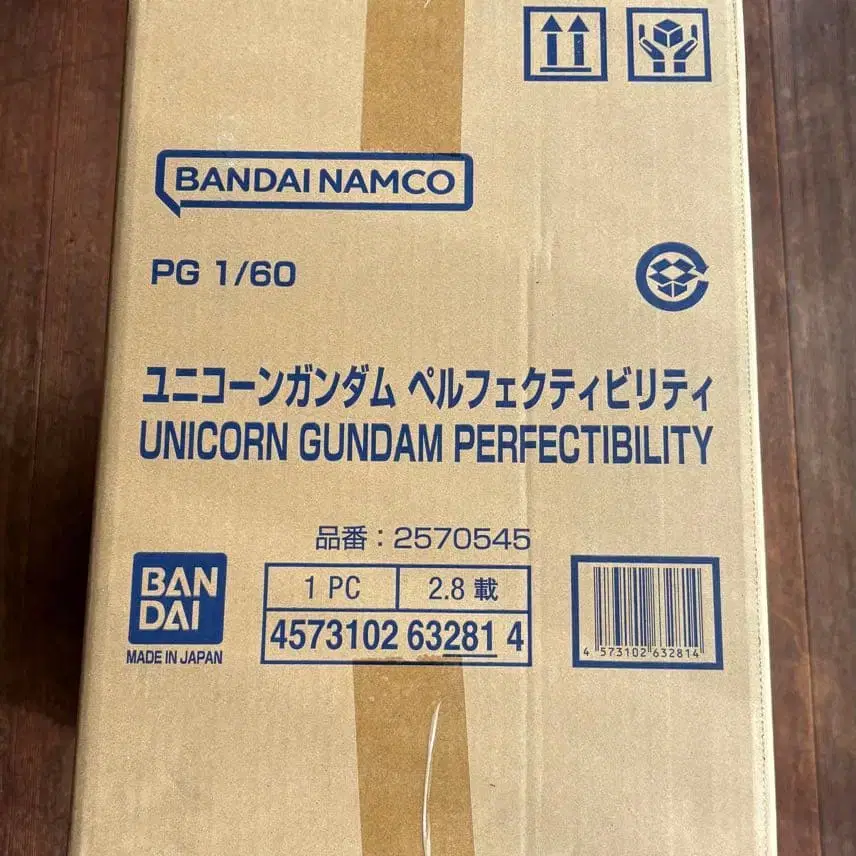 BANDAI NAMCO
PG 1/60
ユニコーンガンダム ペルフェクティビリティ
UNICORN GUNDAM PERFECTIBILITY
品番：2570545
BAN
DAI
MADE IN JAPAN
1 PC 2.8 載
4573102 63281 4
4 573102 632814